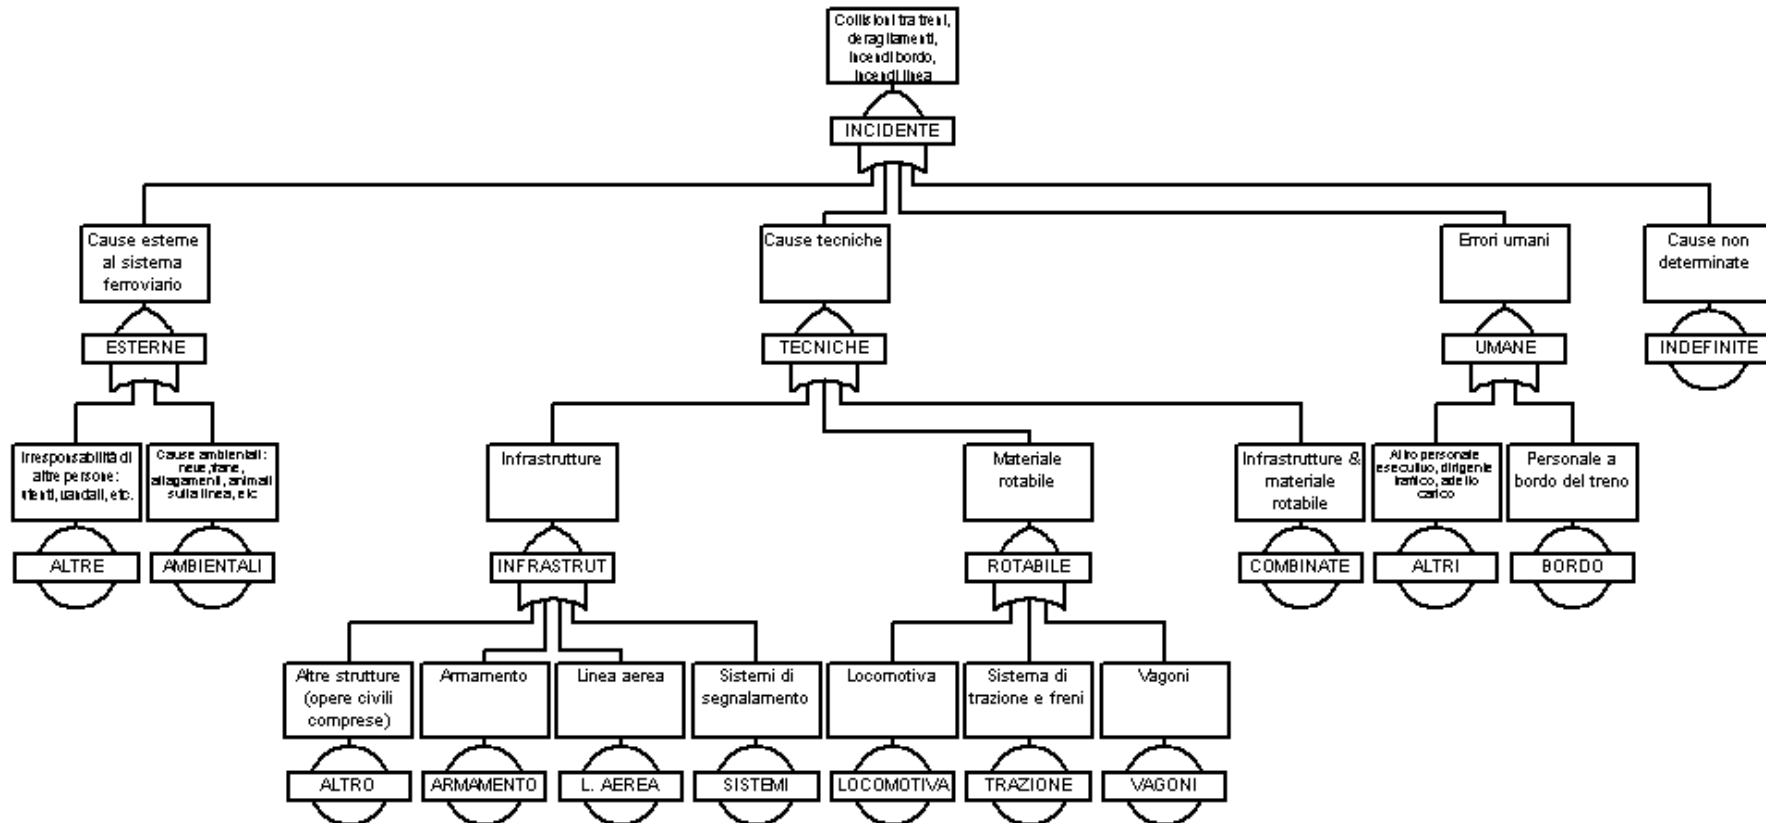 Collisioni tra treni,
deragliamenti,
incendi bordo,
incendi linea
INCIDENTE
Cause esterne
al sistema
ferroviario
Cause tecniche
Errori umani
Cause non
determinate
ESTERNE
TECNICHE
UMANE
INDEFINITE
Irresponsabilità di
altre persone:
utenti, vandali, etc.
Cause ambientali:
neve, frane,
allagamenti, animali
sulla linea, etc
Infrastrutture
Materiale
rotabile
Infrastrutture &
materiale
rotabile
Altro personale
esecutivo, dirigente
traffico, adetto
carico
Personale a
bordo del treno
ALTRE
AMBIENTALI
INFRASTRUT
ROTABILE
COMBINATE
ALTRI
BORDO
Altre strutture
(opere civili
comprese)
Armamento
Linea aerea
Sistemi di
segnalamento
Locomotiva
Sistema di
trazione e freni
Vagoni
ALTRO
ARMAMENTO
L. AEREA
SISTEMI
LOCOMOTIVA
TRAZIONE
VAGONI